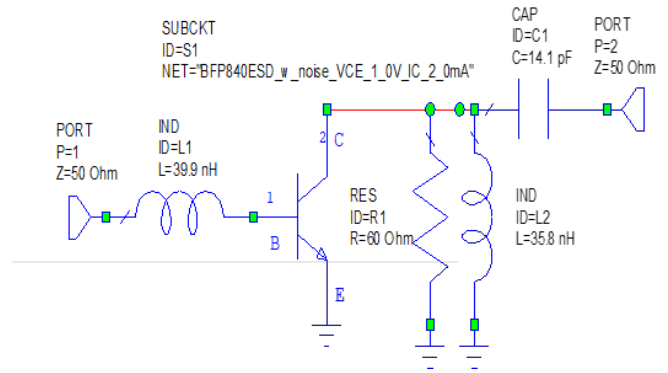 SUBCKT
ID=S1
NET="BFP840ESD_w_noise_VCE_1_0V_IC_2_0mA"
CAP
ID=C1
C=14.1 pF
PORT
P=2
Z=50 Ohm
PORT
P=1
Z=50 Ohm
IND
ID=L1
L=39.9 nH
2
C
1
B
E
RES
ID=R1
R=60 Ohm
IND
ID=L2
L=35.8 nH